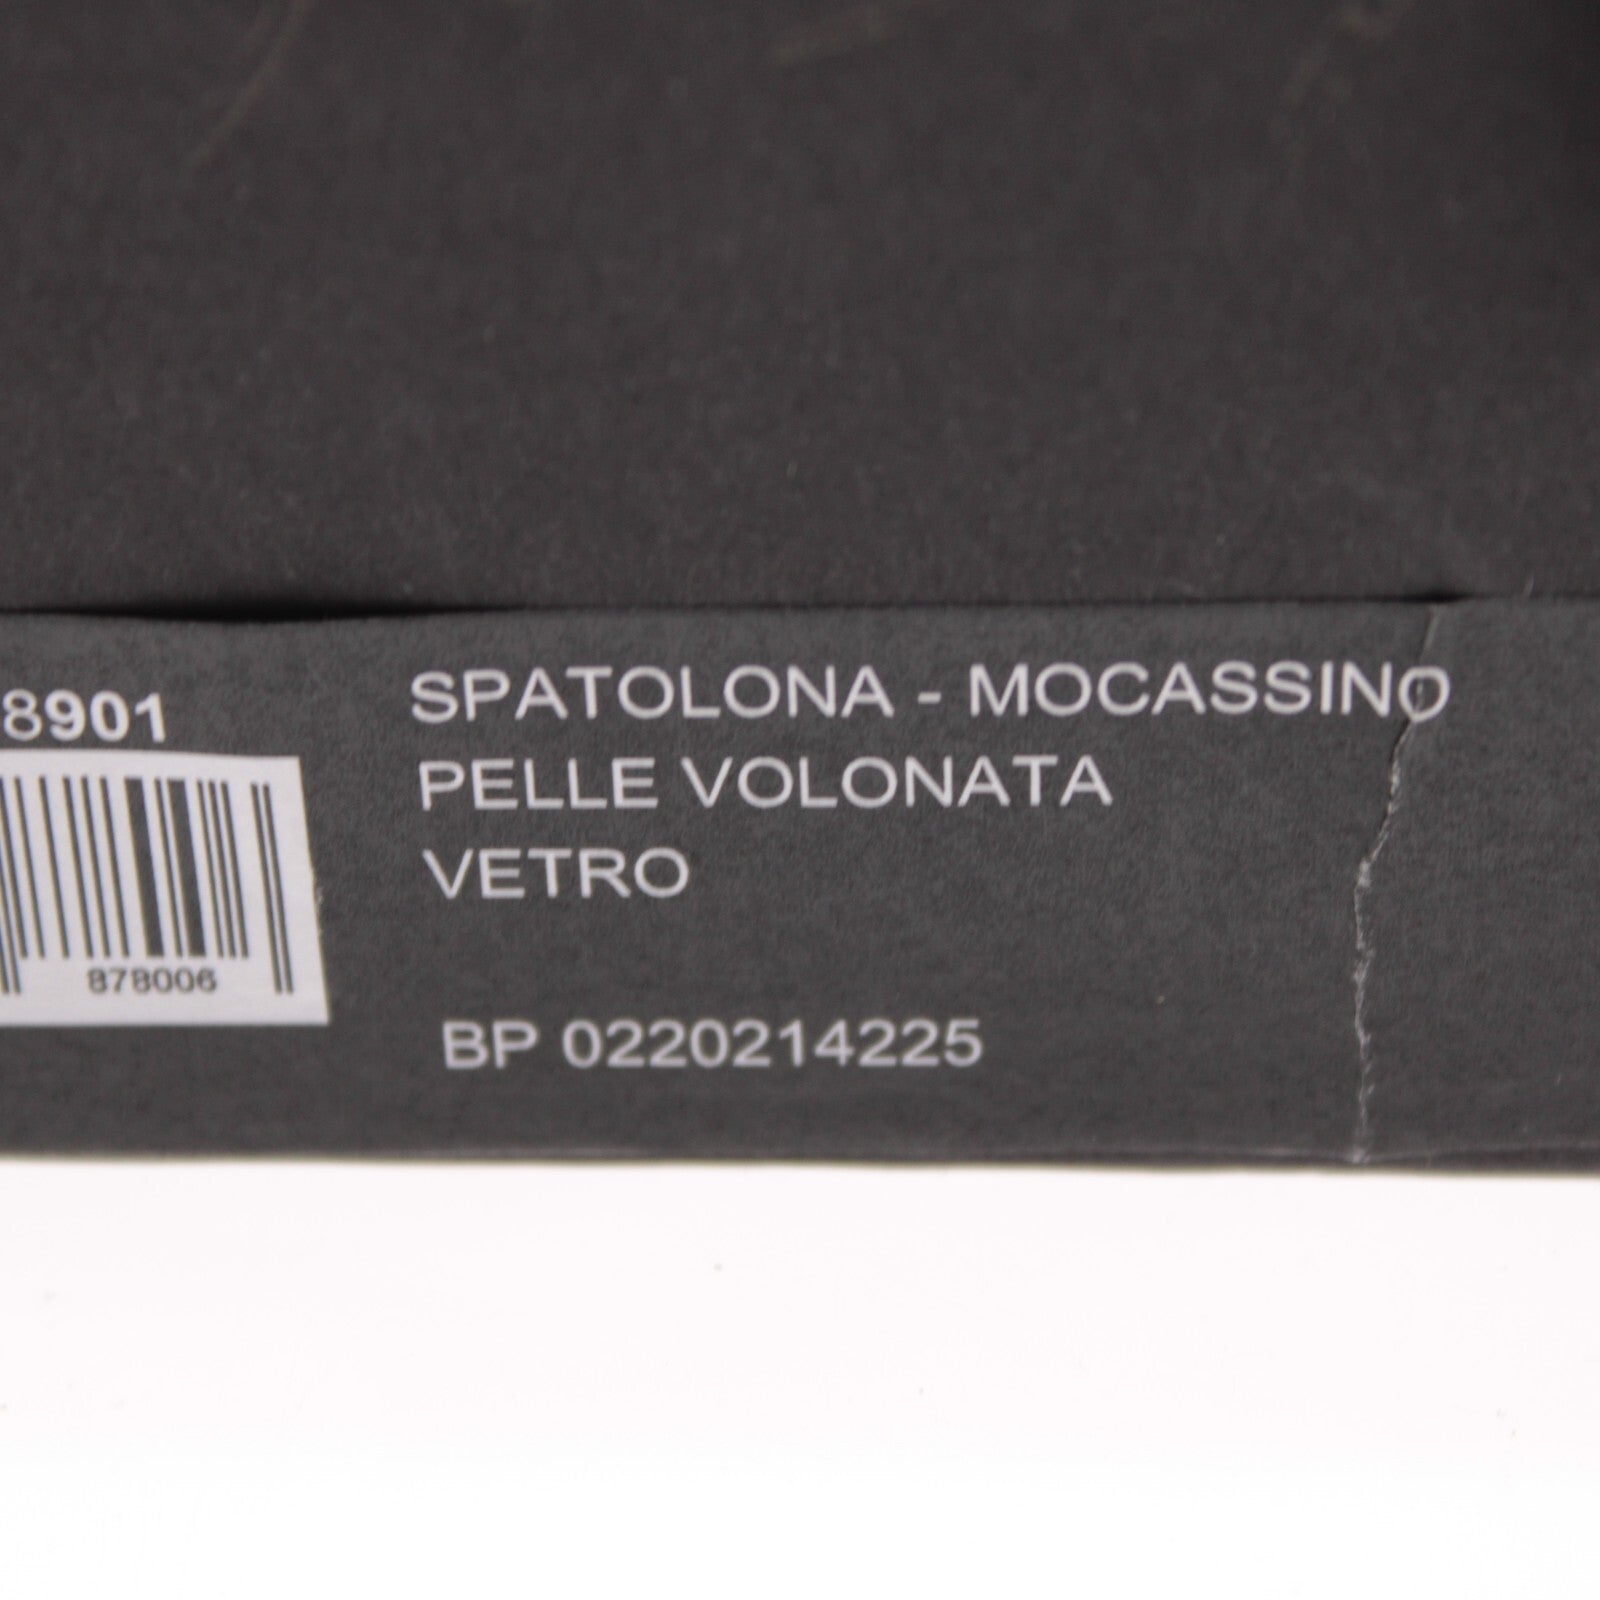 8901
SPATOLONA - MOCASSINO
PELLE VOLONATA
VETRO
878006
BP 0220214225